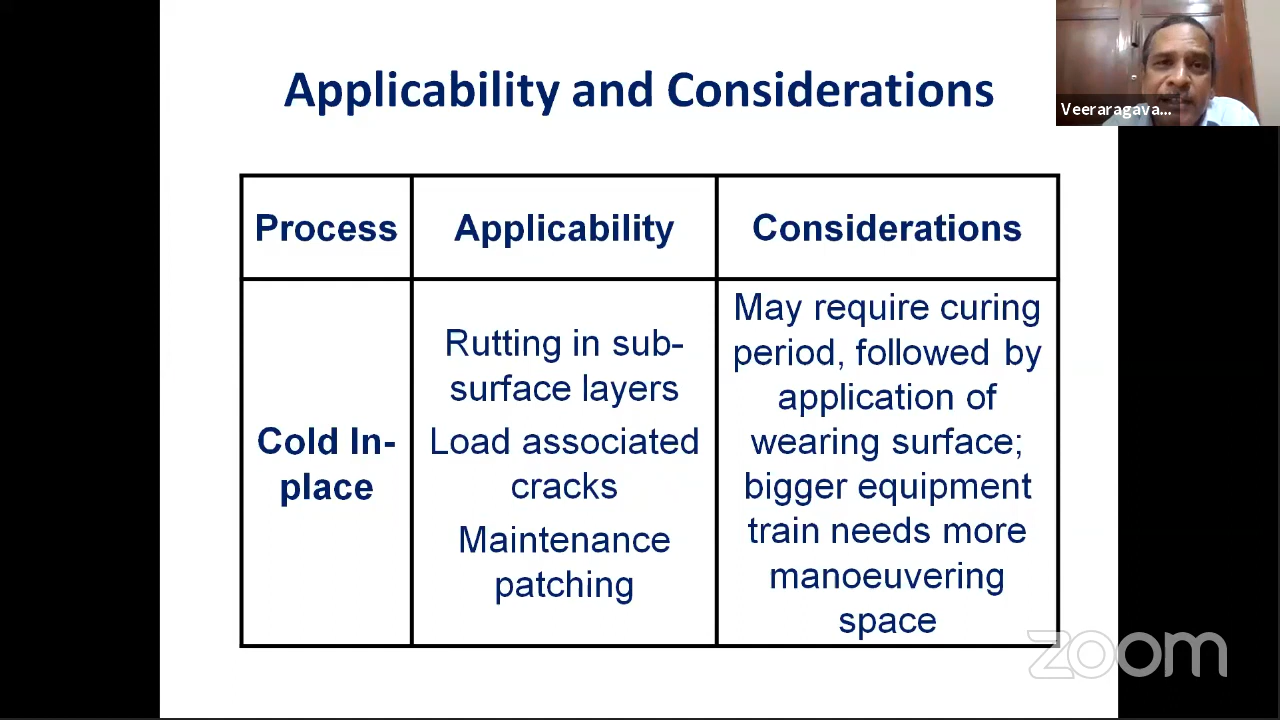 Applicability and Considerations
Veeraragava...
Process
Applicability
Considerations
Cold In-
place
Rutting in sub-
surface layers
Load associated
cracks
Maintenance
patching
May require curing
period, followed by
application of
wearing surface;
bigger equipment
train needs more
manoeuvering
space
zoom